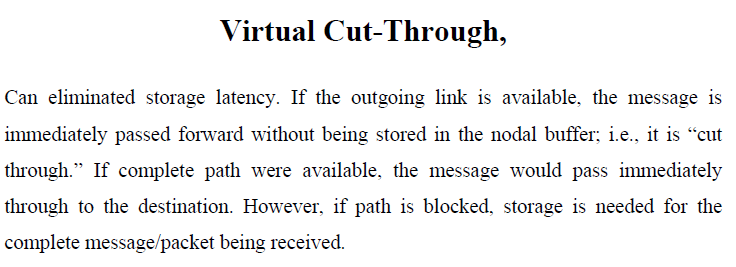 Virtual Cut-Through,
Can eliminated storage latency. If the outgoing link is available, the message is
immediately passed forward without being stored in the nodal buffer; i.e., it is “cut
through.” If complete path were available, the message would pass immediately
through to the destination. However, if path is blocked, storage is needed for the
complete message/packet being received.